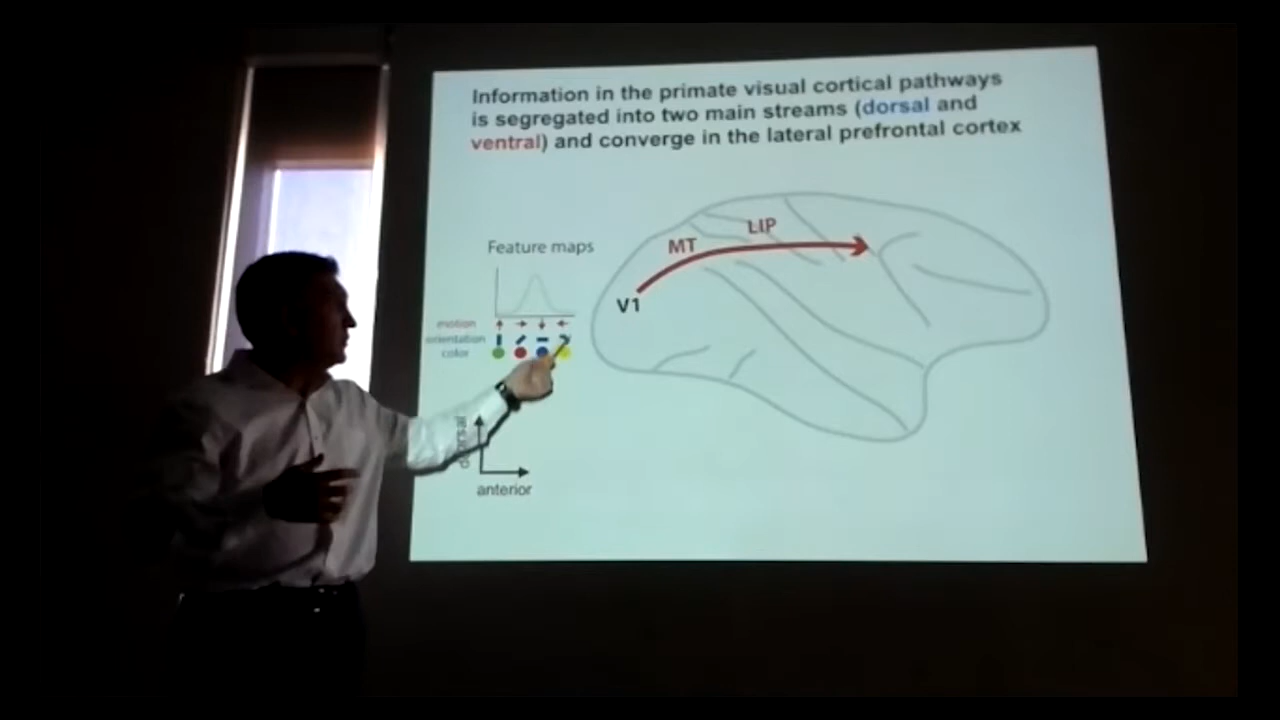 Information in the primate visual cortical pathways
is segregated into two main streams (dorsal and
ventral) and converge in the lateral prefrontal cortex
Feature maps
motion
orientation
color
V1
MT
LIP
dorsal
anterior